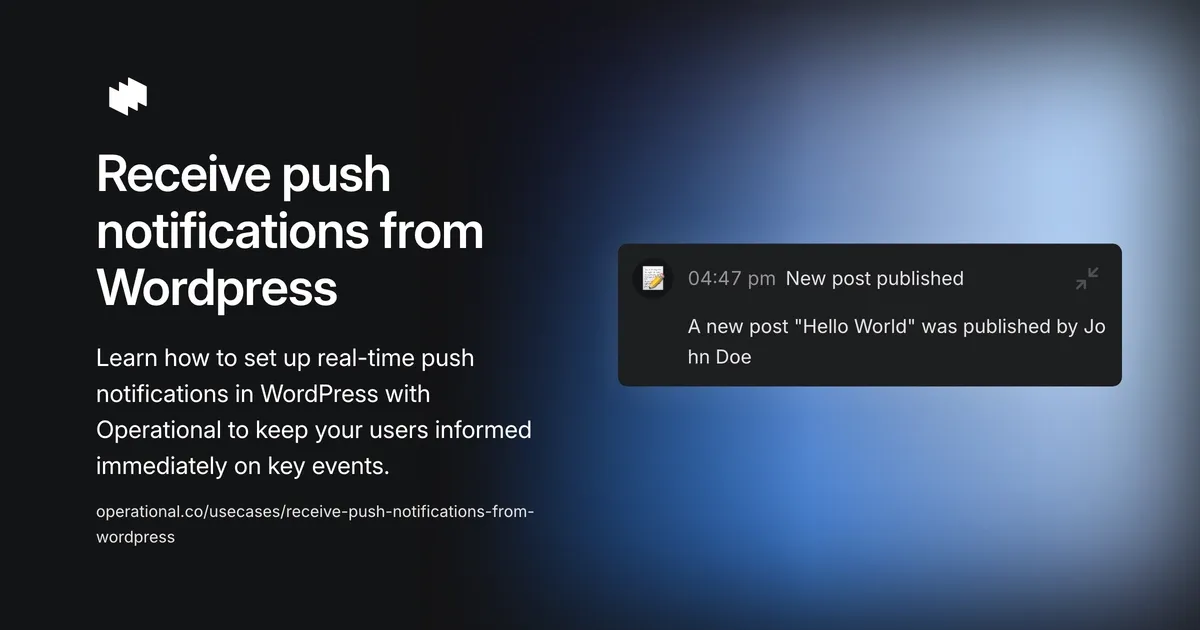 Receive push
notifications from
Wordpress
Learn how to set up real-time push
notifications in WordPress with
Operational to keep your users informed
immediately on key events.
operational.co/usecases/receive-push-notifications-from-
wordpress
04:47 pm New post published
A new post "Hello World" was published by Jo
hn Doe